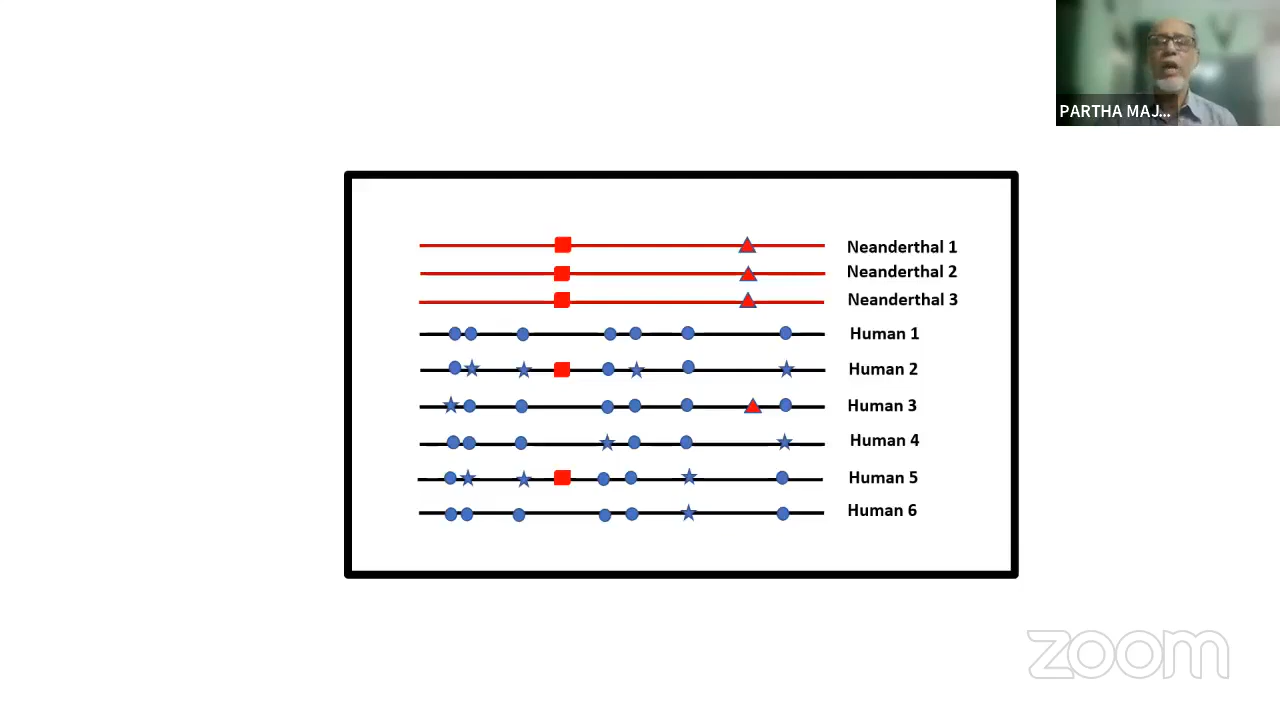 PARTHA MAJ...
Neanderthal 1
Neanderthal 2
Neanderthal 3
Human 1
Human 2
Human 3
Human 4
Human 5
Human 6
zoom